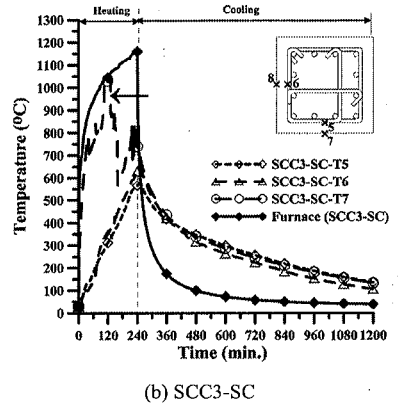 Heating
Cooling
1300
1200
1100
1000
900
800
700
600
500
400
300
200
100
0
Temperature (⁰C)
8
6
5
7
SCC3-SC-T5
SCC3-SC-T6
SCC3-SC-T7
Furnace (SCC3-SC)
0 120 240 360 480 600 720 840 960 1080 1200
Time (min.)
(b) SCC3-SC